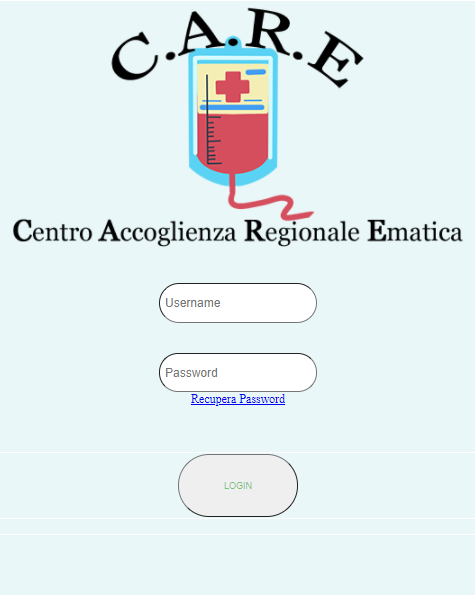 C.A.R.E
Centro Accoglienza Regionale Ematica
Username
Password
Recupera Password
LOGIN